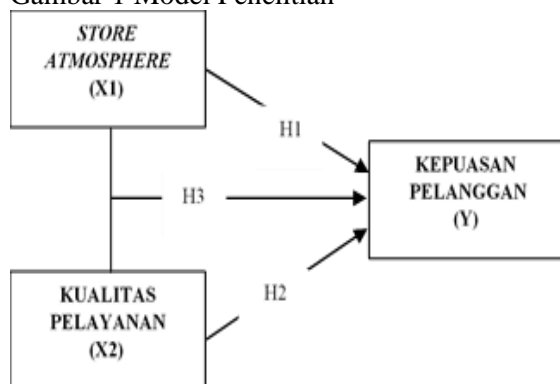 Gambar 1 Model Penelitian
STORE
ATMOSPHERE
(X1)
H1
KEPUASAN
PELANGGAN
(Y)
H3
H2
KUALITAS
PELAYANAN
(X2)